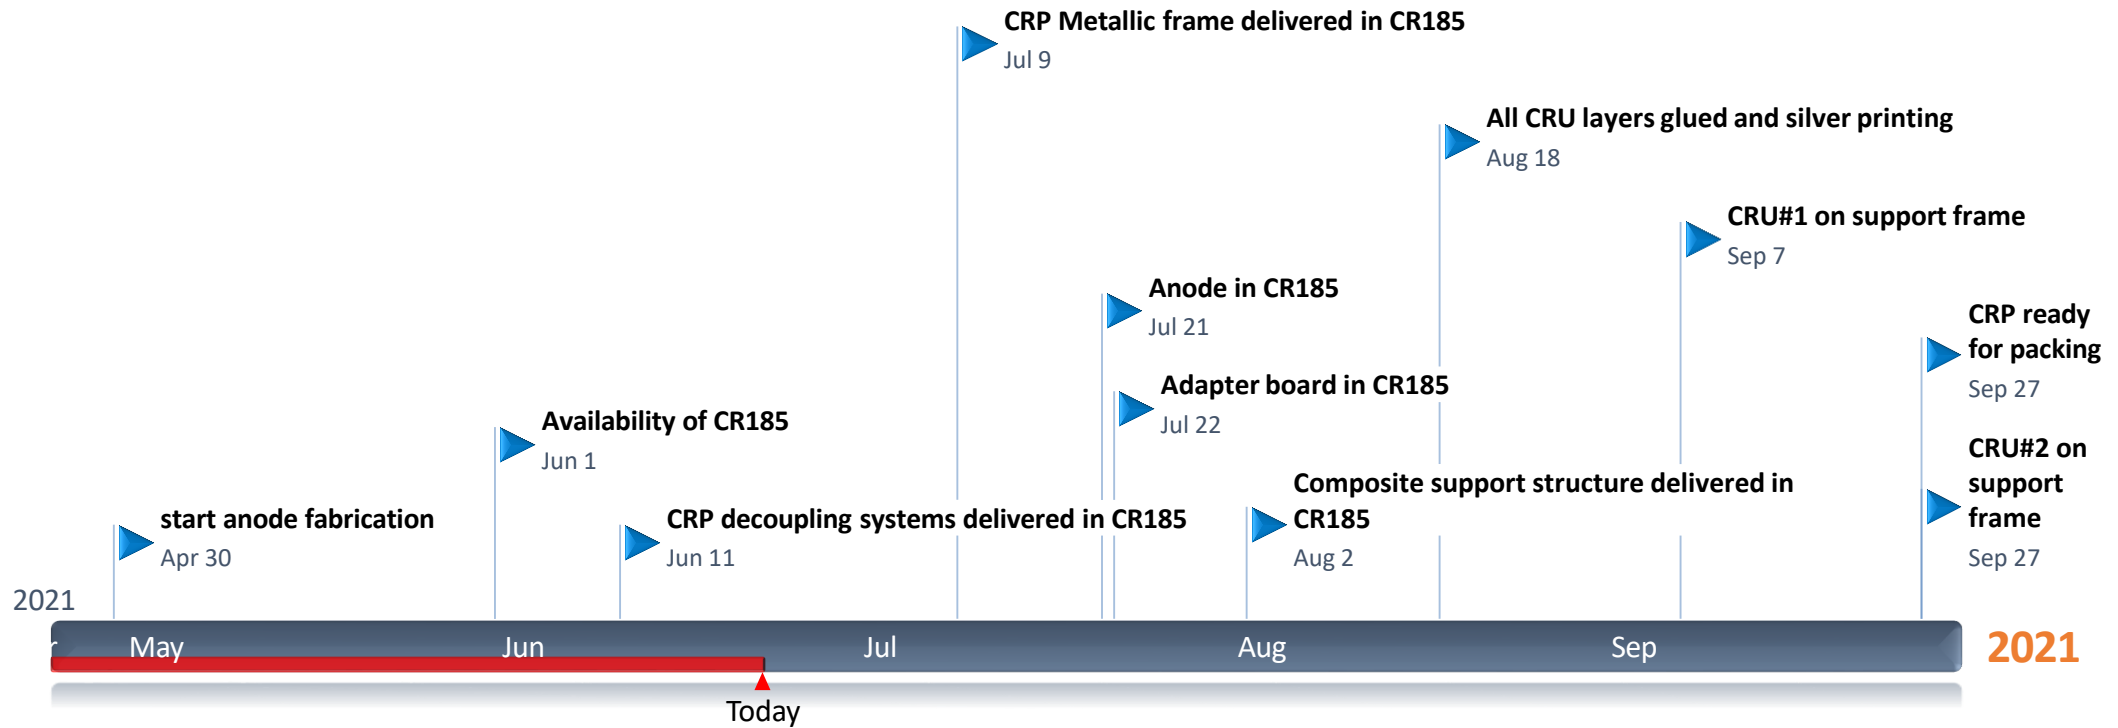 CRP Metallic frame delivered in CR185
Jul 9
All CRU layers glued and silver printing
Aug 18
CRU#1 on support frame
Sep 7
Anode in CR185
Jul 21
CRP ready
for packing
Sep 27
Adapter board in CR185
Jul 22
Availability of CR185
Jun 1
CRU#2 on
support
frame
Sep 27
Composite support structure delivered in
CR185
Aug 2
start anode fabrication
Apr 30
CRP decoupling systems delivered in CR185
Jun 11
2021
r May Jun Jul Aug Sep
2021
Today